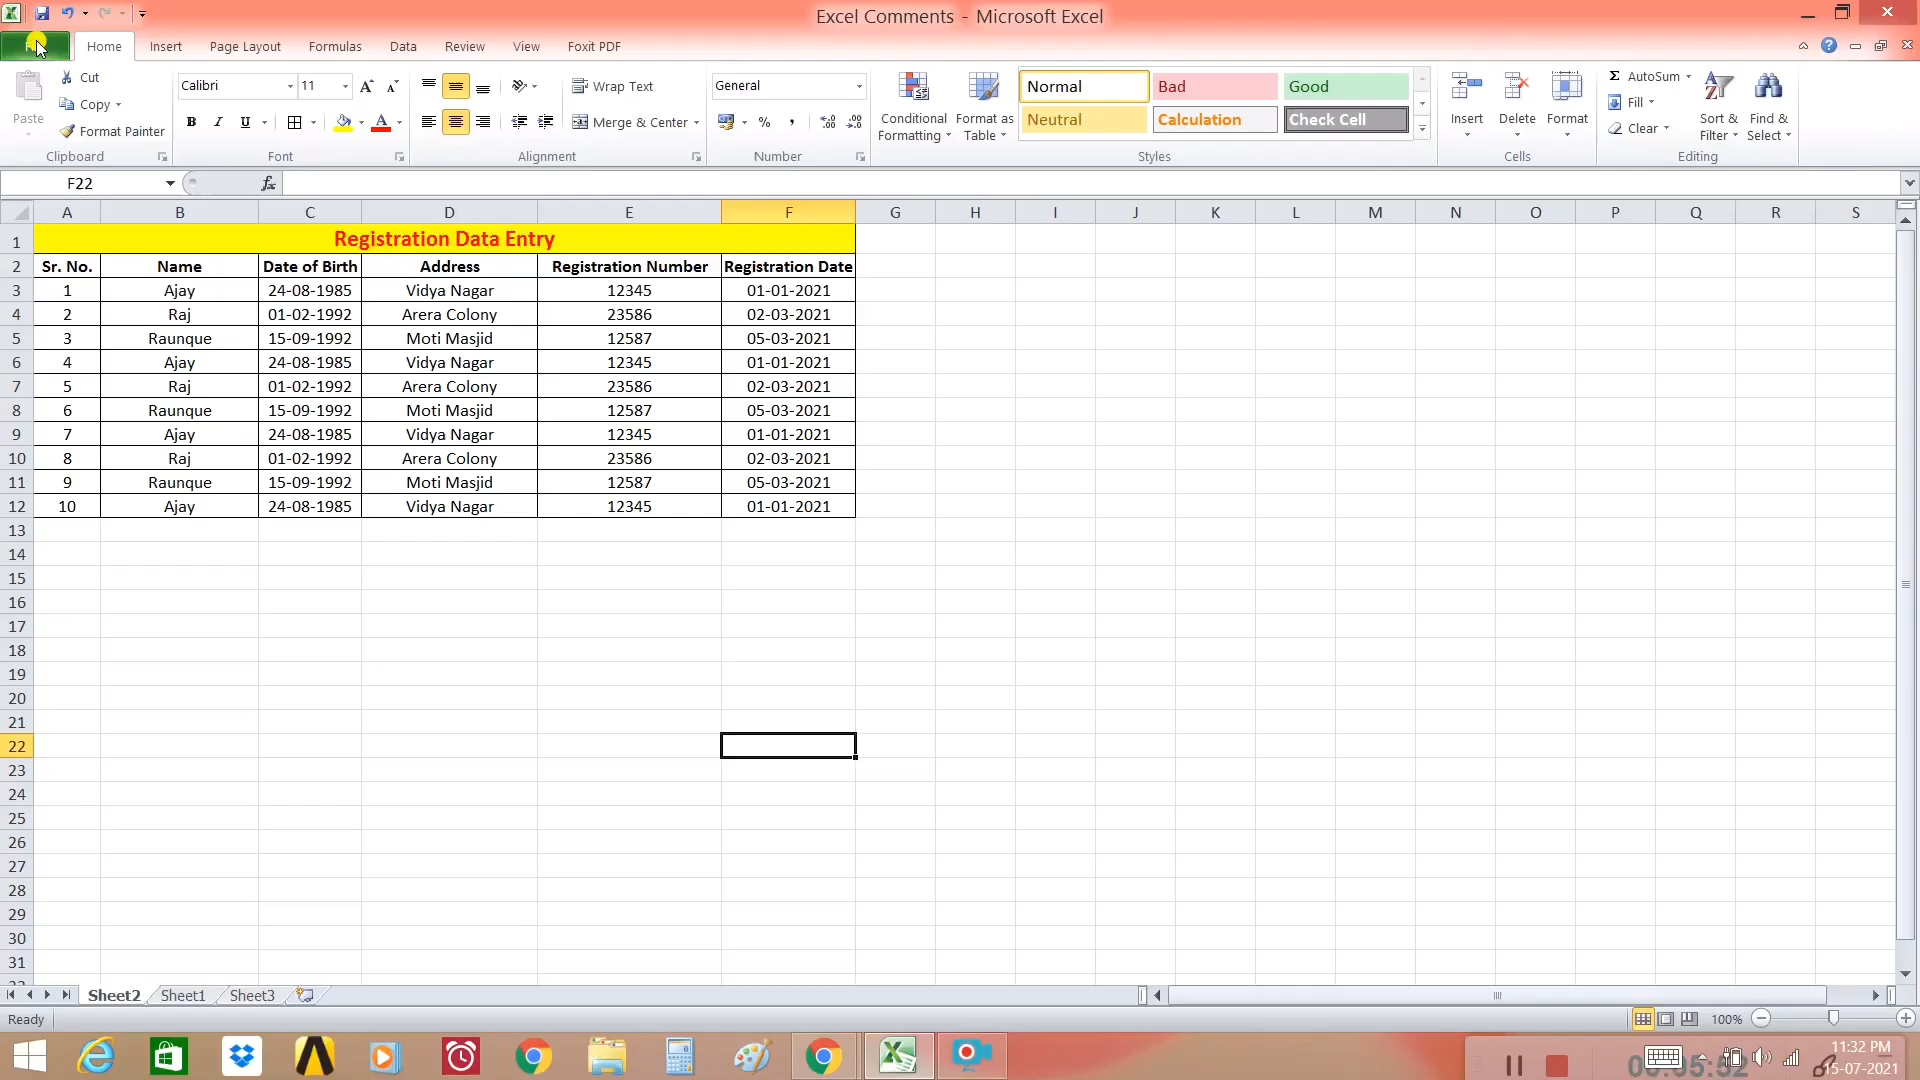 Excel Comments - Microsoft Excel
Home Insert Page Layout Formulas Data Review View Foxit PDF
Paste Cut Copy Format Painter
Clipboard
Calibri 11
B I U
Font
Wrap Text
Merge & Center
Alignment
General
% ,
Number
Conditional Formatting
Format as Table
Normal Bad Good
Neutral Calculation Check Cell
Styles
Insert Delete Format
Cells
Σ AutoSum
Fill
Clear
Sort & Filter
Find & Select
Editing
F22 fx
A B C D E F G H I J K L M N O P Q R S
1 Registration Data Entry
2 Sr. No. Name Date of Birth Address Registration Number Registration Date
3 1 Ajay 24-08-1985 Vidya Nagar 12345 01-01-2021
4 2 Raj 01-02-1992 Arera Colony 23586 02-03-2021
5 3 Raunque 15-09-1992 Moti Masjid 12587 05-03-2021
6 4 Ajay 24-08-1985 Vidya Nagar 12345 01-01-2021
7 5 Raj 01-02-1992 Arera Colony 23586 02-03-2021
8 6 Raunque 15-09-1992 Moti Masjid 12587 05-03-2021
9 7 Ajay 24-08-1985 Vidya Nagar 12345 01-01-2021
10 8 Raj 01-02-1992 Arera Colony 23586 02-03-2021
11 9 Raunque 15-09-1992 Moti Masjid 12587 05-03-2021
12 10 Ajay 24-08-1985 Vidya Nagar 12345 01-01-2021
13
14
15
16
17
18
19
20
21
22
23
24
25
26
27
28
29
30
31
Sheet2 Sheet1 Sheet3
Ready 100%
11:32 PM
15-07-2021